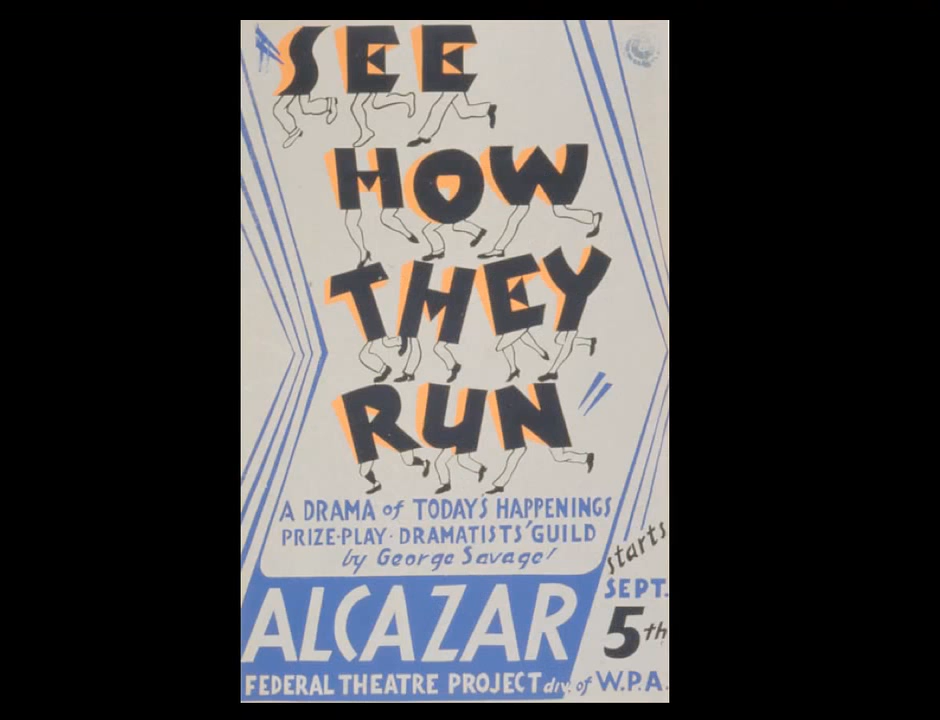 "SEE
HOW
THEY
RUN"
A DRAMA of TODAY'S HAPPENINGS
PRIZE-PLAY · DRAMATISTS' GUILD
by George Savage!
starts
SEPT.
5th
ALCAZAR
FEDERAL THEATRE PROJECT div. of W.P.A.